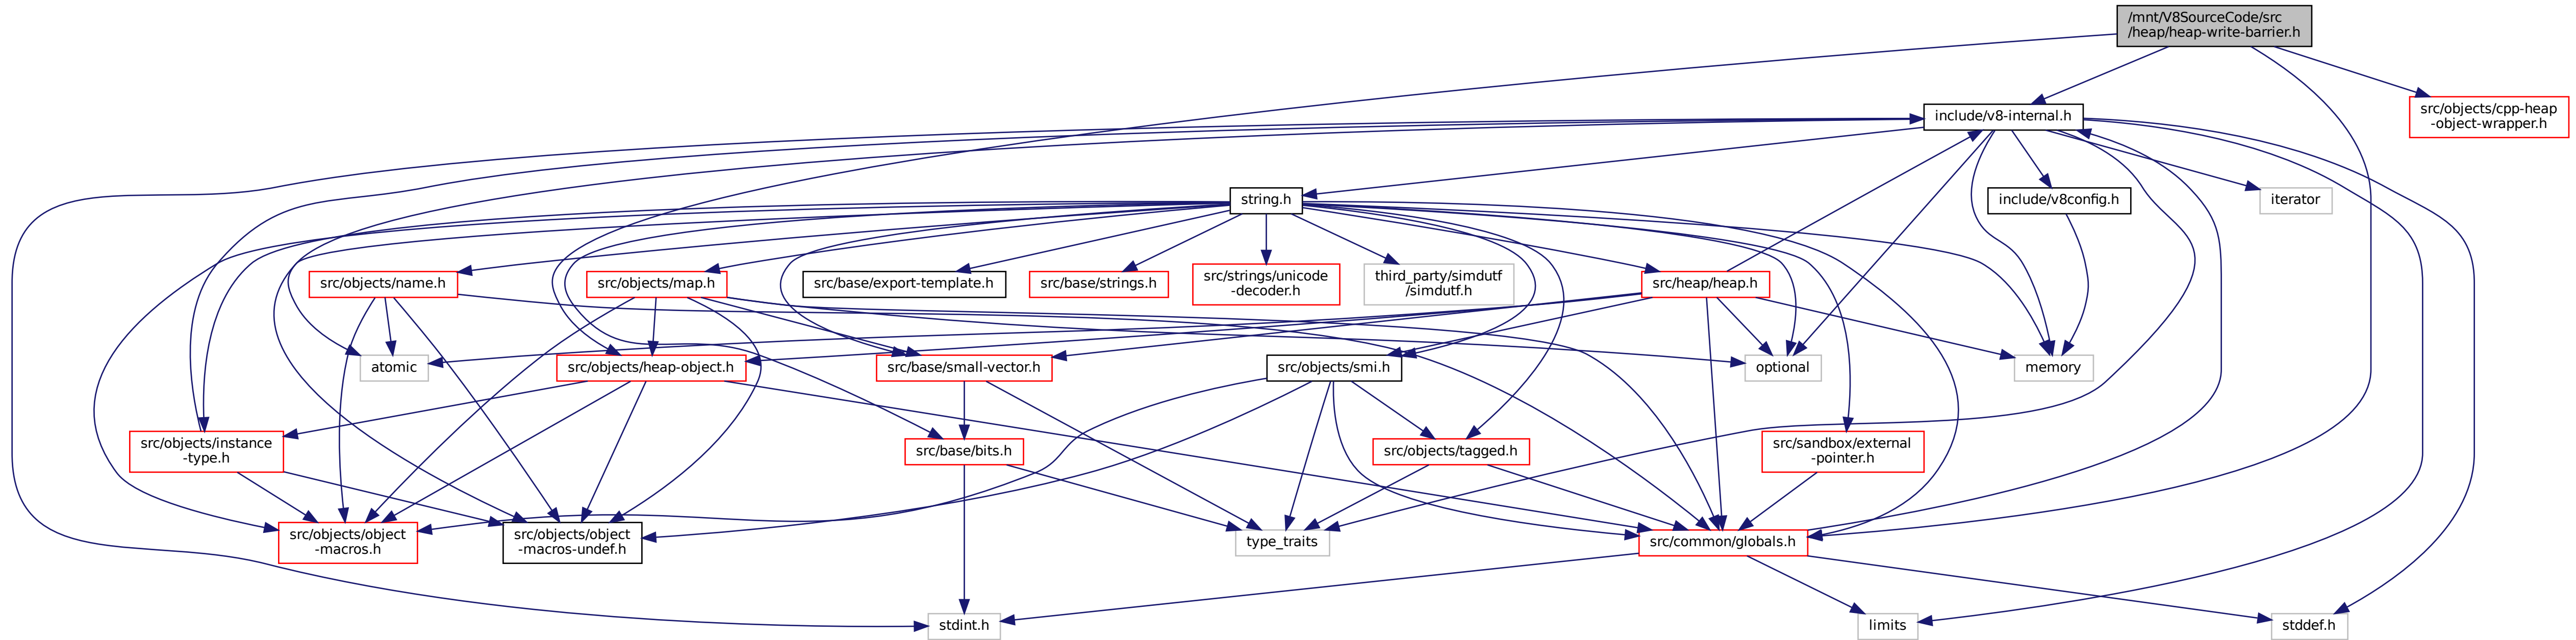 /mnt/V8SourceCode/src
/heap/heap-write-barrier.h
include/v8-internal.h
src/objects/cpp-heap
-object-wrapper.h
string.h
include/v8config.h
iterator
src/objects/name.h
src/objects/map.h
src/base/export-template.h
src/base/strings.h
src/strings/unicode
-decoder.h
third_party/simdutf
/simdutf.h
src/heap/heap.h
atomic
src/objects/heap-object.h
src/base/small-vector.h
src/objects/smi.h
optional
memory
src/objects/instance
-type.h
src/base/bits.h
src/objects/tagged.h
src/sandbox/external
-pointer.h
src/objects/object
-macros.h
src/objects/object
-macros-undef.h
type_traits
src/common/globals.h
stdint.h
limits
stddef.h